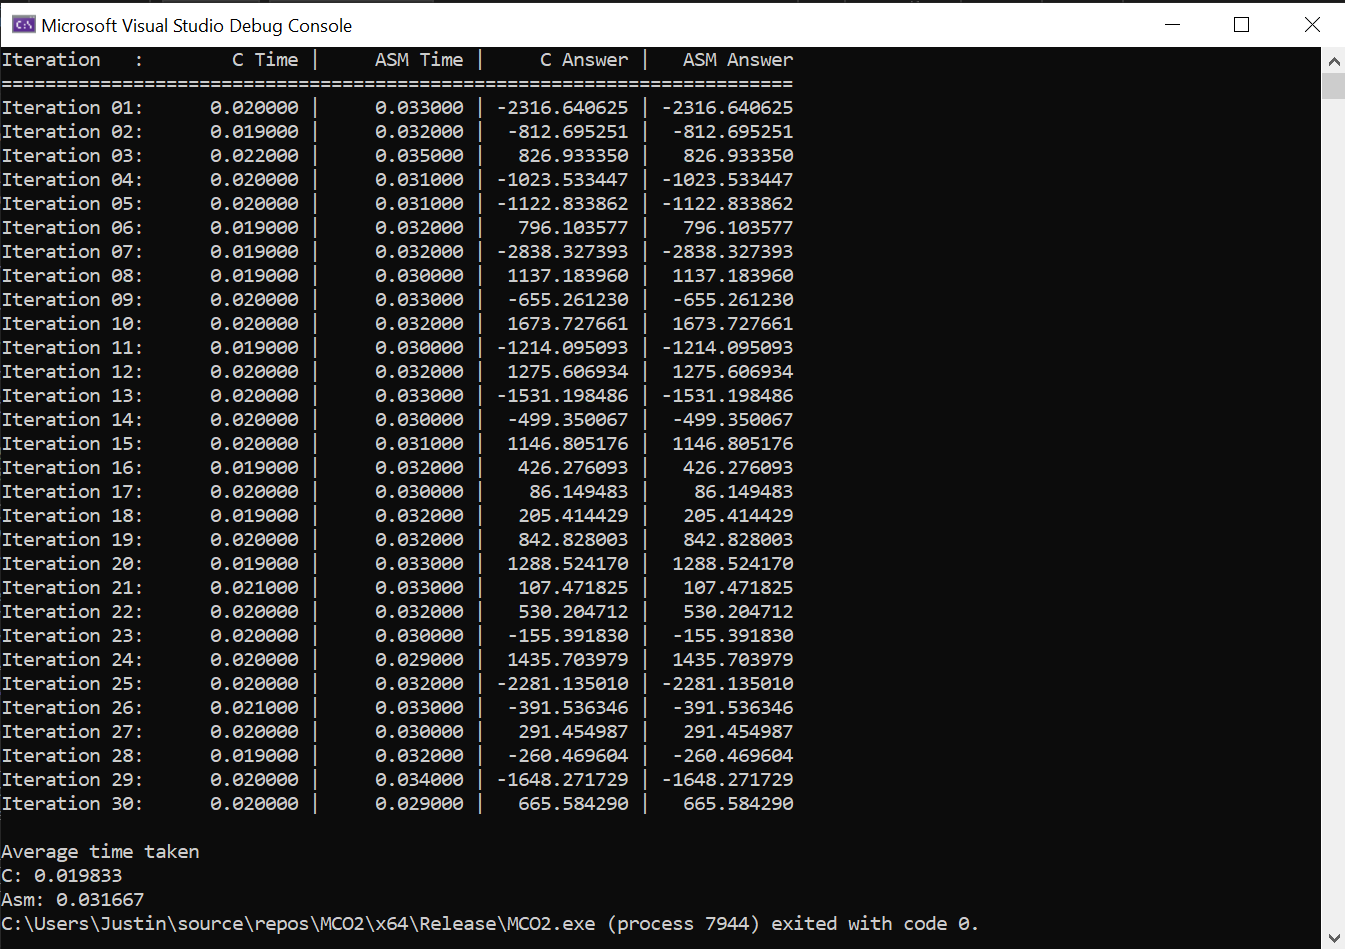 Microsoft Visual Studio Debug Console
Iteration   :        C Time |     ASM Time |     C Answer |   ASM Answer
========================================================================
Iteration 01:      0.020000 |     0.033000 | -2316.640625 | -2316.640625
Iteration 02:      0.019000 |     0.032000 |  -812.695251 |  -812.695251
Iteration 03:      0.022000 |     0.035000 |   826.933350 |   826.933350
Iteration 04:      0.020000 |     0.031000 | -1023.533447 | -1023.533447
Iteration 05:      0.020000 |     0.031000 | -1122.833862 | -1122.833862
Iteration 06:      0.019000 |     0.032000 |   796.103577 |   796.103577
Iteration 07:      0.019000 |     0.032000 | -2838.327393 | -2838.327393
Iteration 08:      0.019000 |     0.030000 |  1137.183960 |  1137.183960
Iteration 09:      0.020000 |     0.033000 |  -655.261230 |  -655.261230
Iteration 10:      0.020000 |     0.032000 |  1673.727661 |  1673.727661
Iteration 11:      0.019000 |     0.030000 | -1214.095093 | -1214.095093
Iteration 12:      0.020000 |     0.032000 |  1275.606934 |  1275.606934
Iteration 13:      0.020000 |     0.033000 | -1531.198486 | -1531.198486
Iteration 14:      0.020000 |     0.030000 |  -499.350067 |  -499.350067
Iteration 15:      0.020000 |     0.031000 |  1146.805176 |  1146.805176
Iteration 16:      0.019000 |     0.032000 |   426.276093 |   426.276093
Iteration 17:      0.020000 |     0.030000 |    86.149483 |    86.149483
Iteration 18:      0.019000 |     0.032000 |   205.414429 |   205.414429
Iteration 19:      0.020000 |     0.032000 |   842.828003 |   842.828003
Iteration 20:      0.019000 |     0.033000 |  1288.524170 |  1288.524170
Iteration 21:      0.021000 |     0.033000 |   107.471825 |   107.471825
Iteration 22:      0.020000 |     0.032000 |   530.204712 |   530.204712
Iteration 23:      0.020000 |     0.030000 |  -155.391830 |  -155.391830
Iteration 24:      0.020000 |     0.029000 |  1435.703979 |  1435.703979
Iteration 25:      0.020000 |     0.032000 | -2281.135010 | -2281.135010
Iteration 26:      0.021000 |     0.033000 |  -391.536346 |  -391.536346
Iteration 27:      0.020000 |     0.030000 |   291.454987 |   291.454987
Iteration 28:      0.019000 |     0.032000 |  -260.469604 |  -260.469604
Iteration 29:      0.020000 |     0.034000 | -1648.271729 | -1648.271729
Iteration 30:      0.020000 |     0.029000 |   665.584290 |   665.584290
Average time taken
C: 0.019833
Asm: 0.031667
C:\Users\Justin\source\repos\MCO2\x64\Release\MCO2.exe (process 7944) exited with code 0.